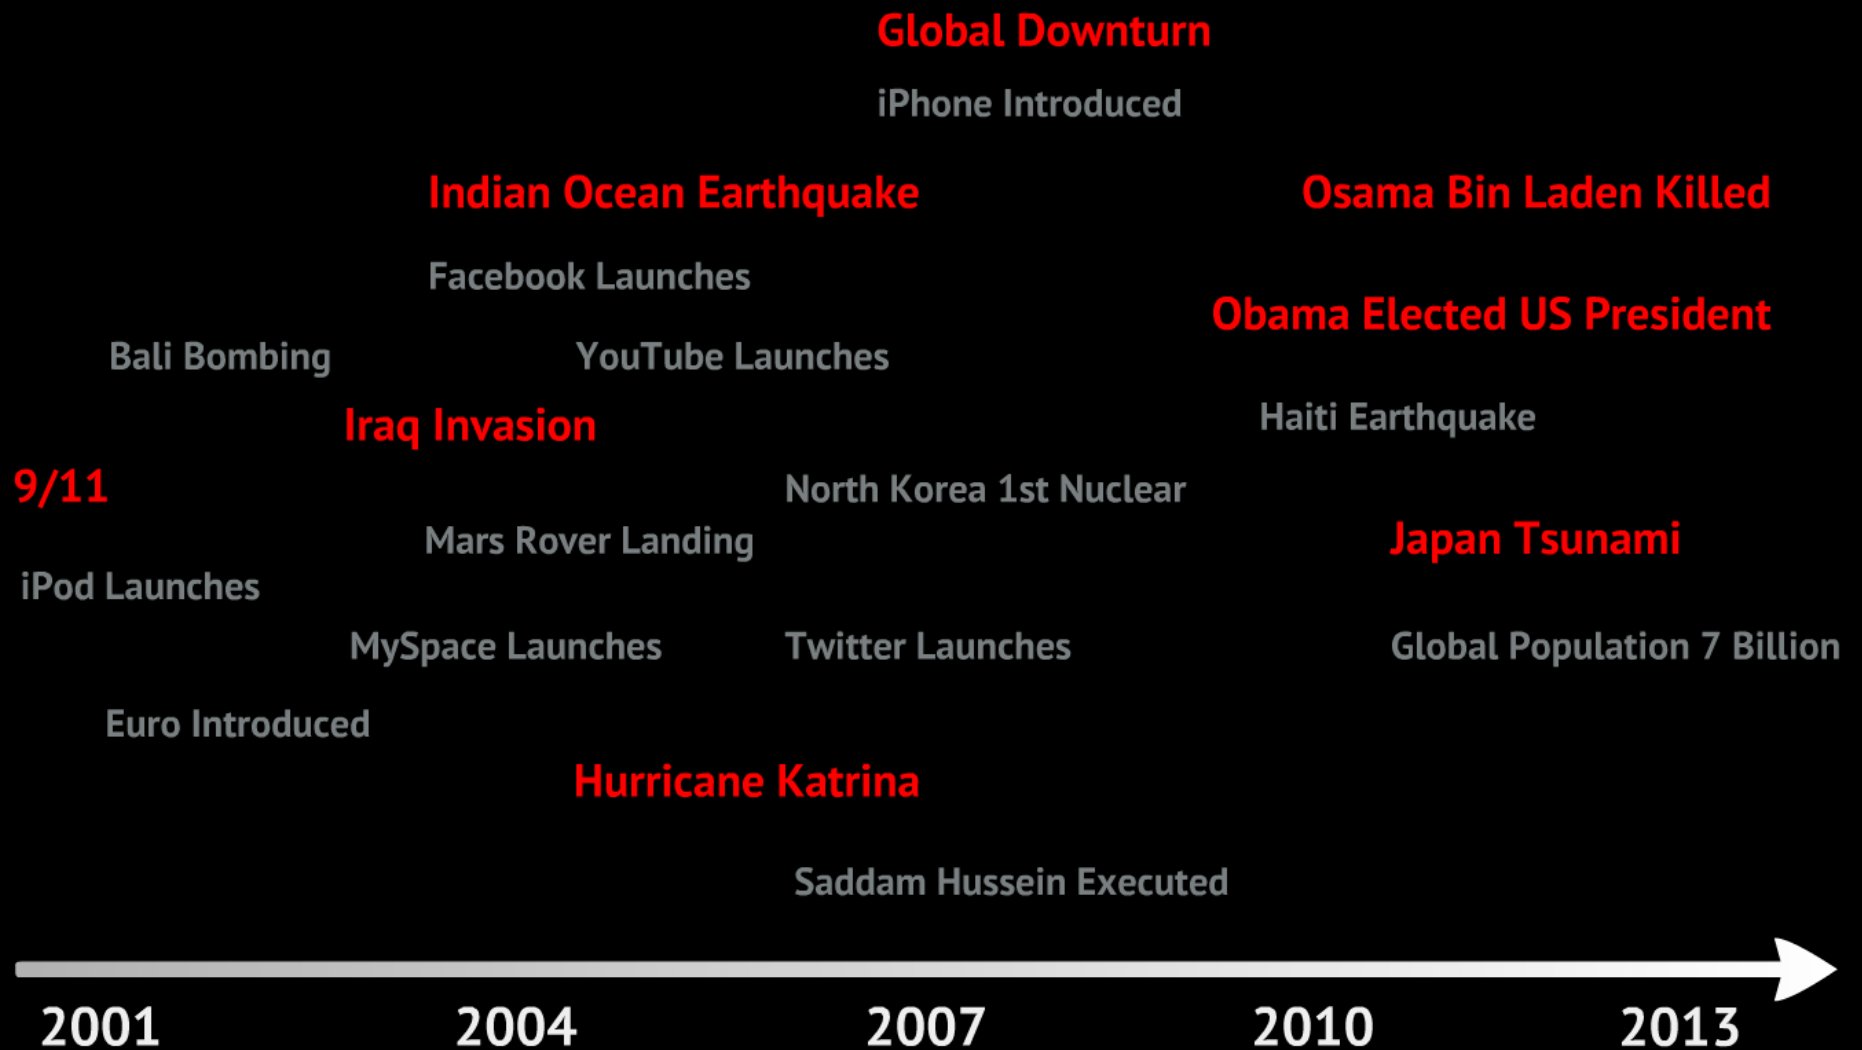 Global Downturn
iPhone Introduced
Indian Ocean Earthquake
Osama Bin Laden Killed
Facebook Launches
Obama Elected US President
Bali Bombing
YouTube Launches
Iraq Invasion
Haiti Earthquake
9/11
North Korea 1st Nuclear
Mars Rover Landing
Japan Tsunami
iPod Launches
MySpace Launches
Twitter Launches
Global Population 7 Billion
Euro Introduced
Hurricane Katrina
Saddam Hussein Executed
2001
2004
2007
2010
2013